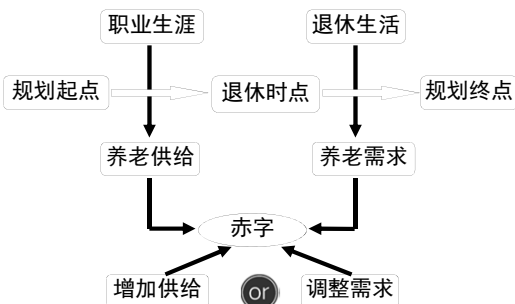 职业生涯 退休生活
规划起点 退休时点 规划终点
养老供给 养老需求
赤字
增加供给 or 调整需求